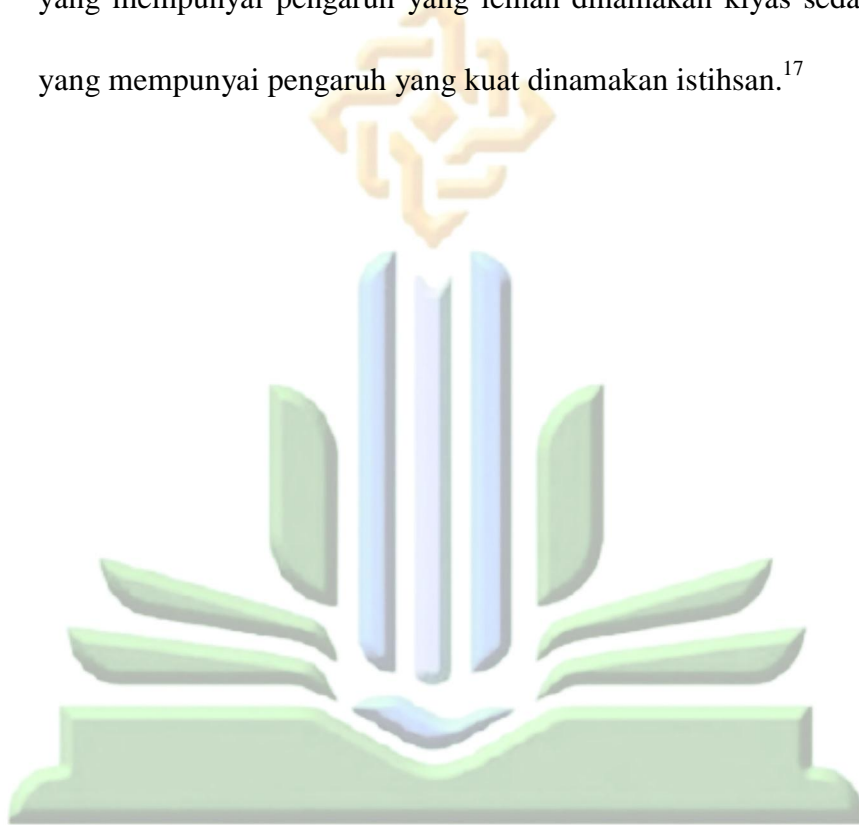 yang mempunyai pengaruh yang lemah dinamakan kiyas seda
yang mempunyai pengaruh yang kuat dinamakan istihsan.17